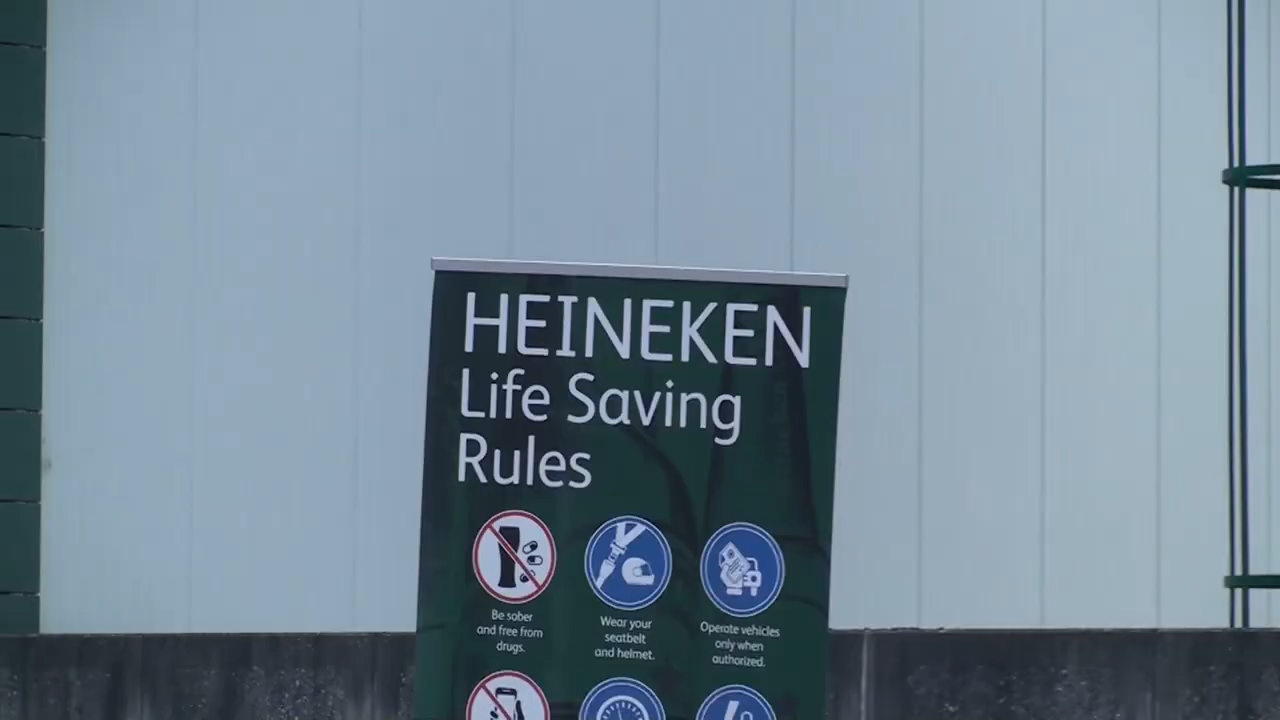 HEINEKEN
Life Saving
Rules
Be sober
and free from
drugs.
Wear your
seatbelt
and helmet.
Operate vehicles
only when
authorized.